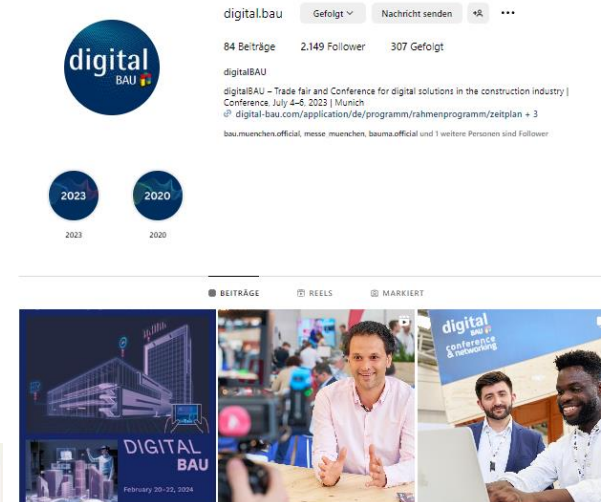 digital
BAU
digital.bau
Gefolgt
Nachricht senden
84 Beiträge 2.149 Follower 307 Gefolgt
digitalBAU
digitalBAU – Trade fair and Conference for digital solutions in the construction industry |
Conference, July 4–6, 2023 | Munich
digital-bau.com/application/de/programm/rahmenprogramm/zeitplan + 3
bau.muenchen.official, messe_muenchen, bauma.official und 1 weitere Personen sind Follower
2023
2020
2023
2020
BEITRÄGE
REELS
MARKIERT
DIGITAL
BAU
February 20–22, 2024
digital
BAU
conference
& networking